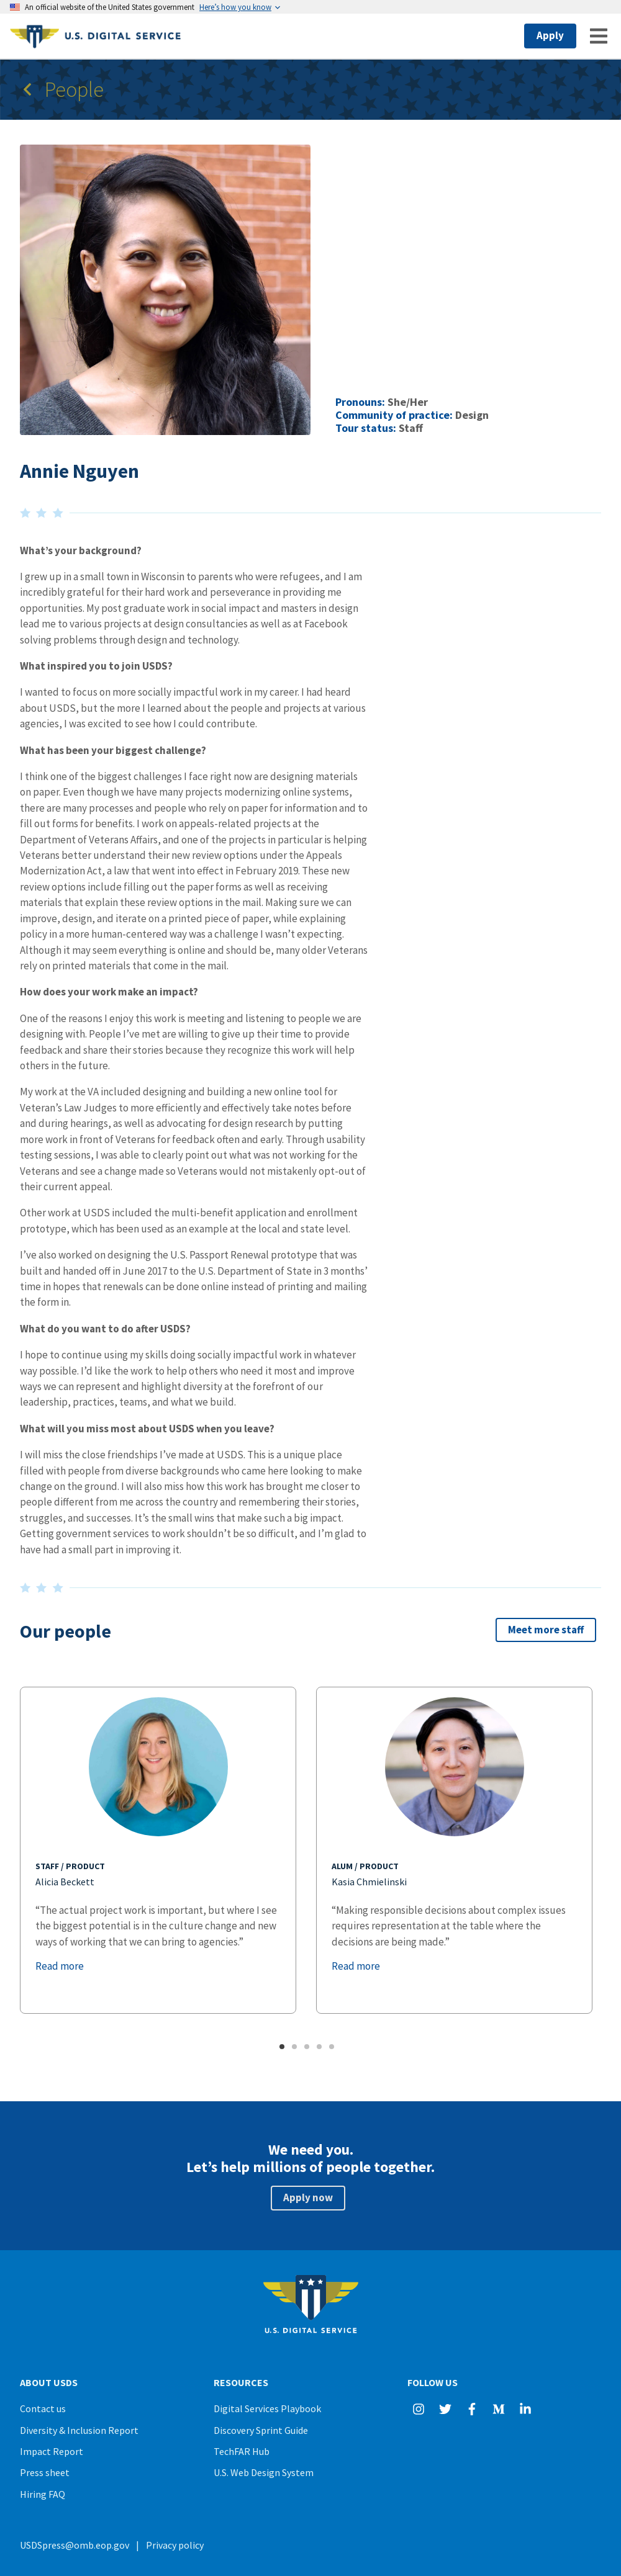 An official website of the United States government Here's how you know
U.S. DIGITAL SERVICE
Apply
People
Pronouns: She/Her
Community of practice: Design
Tour status: Staff
Annie Nguyen
What's your background?
I grew up in a small town in Wisconsin to parents who were refugees, and I am
incredibly grateful for their hard work and perseverance in providing me
opportunities. My post graduate work in social impact and masters in design
lead me to various projects at design consultancies as well as at Facebook
solving problems through design and technology.
What inspired you to join USDS?
I wanted to focus on more socially impactful work in my career. I had heard
about USDS, but the more I learned about the people and projects at various
agencies, I was excited to see how I could contribute.
What has been your biggest challenge?
I think one of the biggest challenges I face right now are designing materials
on paper. Even though we have many projects modernizing online systems,
there are many processes and people who rely on paper for information and to
fill out forms for benefits. I work on appeals-related projects at the
Department of Veterans Affairs, and one of the projects in particular is helping
Veterans better understand their new review options under the Appeals
Modernization Act, a law that went into effect in February 2019. These new
review options include filling out the paper forms as well as receiving
materials that explain these review options in the mail. Making sure we can
improve, design, and iterate on a printed piece of paper, while explaining
policy in a more human-centered way was a challenge I wasn't expecting.
Although it may seem everything is online and should be, many older Veterans
rely on printed materials that come in the mail.
How does your work make an impact?
One of the reasons I enjoy this work is meeting and listening to people we are
designing with. People I've met are willing to give up their time to provide
feedback and share their stories because they recognize this work will help
others in the future.
My work at the VA included designing and building a new online tool for
Veteran's Law Judges to more efficiently and effectively take notes before
and during hearings, as well as advocating for design research by putting
more work in front of Veterans for feedback often and early. Through usability
testing sessions, I was able to clearly point out what was not working for the
Veterans and see a change made so Veterans would not mistakenly opt-out of
their current appeal.
Other work at USDS included the multi-benefit application and enrollment
prototype, which has been used as an example at the local and state level.
I've also worked on designing the U.S. Passport Renewal prototype that was
built and handed off in June 2017 to the U.S. Department of State in 3 months'
time in hopes that renewals can be done online instead of printing and mailing
the form in.
What do you want to do after USDS?
I hope to continue using my skills doing socially impactful work in whatever
way possible. I'd like the work to help others who need it most and improve
ways we can represent and highlight diversity at the forefront of our
leadership, practices, teams, and what we build.
What will you miss most about USDS when you leave?
I will miss the close friendships I've made at USDS. This is a unique place
filled with people from diverse backgrounds who came here looking to make
change on the ground. I will also miss how this work has brought me closer to
people different from me across the country and remembering their stories,
struggles, and successes. It's the small wins that make such a big impact.
Getting government services to work shouldn't be so difficult, and I'm glad to
have had a small part in improving it.
Our people
Meet more staff
STAFF / PRODUCT
Alicia Beckett
“The actual project work is important, but where I see
the biggest potential is in the culture change and new
ways of working that we can bring to agencies.”
Read more
ALUM / PRODUCT
Kasia Chmielinski
“Making responsible decisions about complex issues
requires representation at the table where the
decisions are being made.”
Read more
We need you.
Let's help millions of people together.
Apply now
U.S. DIGITAL SERVICE
ABOUT USDS
Contact us
Diversity & Inclusion Report
Impact Report
Press sheet
Hiring FAQ
RESOURCES
Digital Services Playbook
Discovery Sprint Guide
TechFAR Hub
U.S. Web Design System
FOLLOW US
USDSpress@omb.eop.gov | Privacy policy